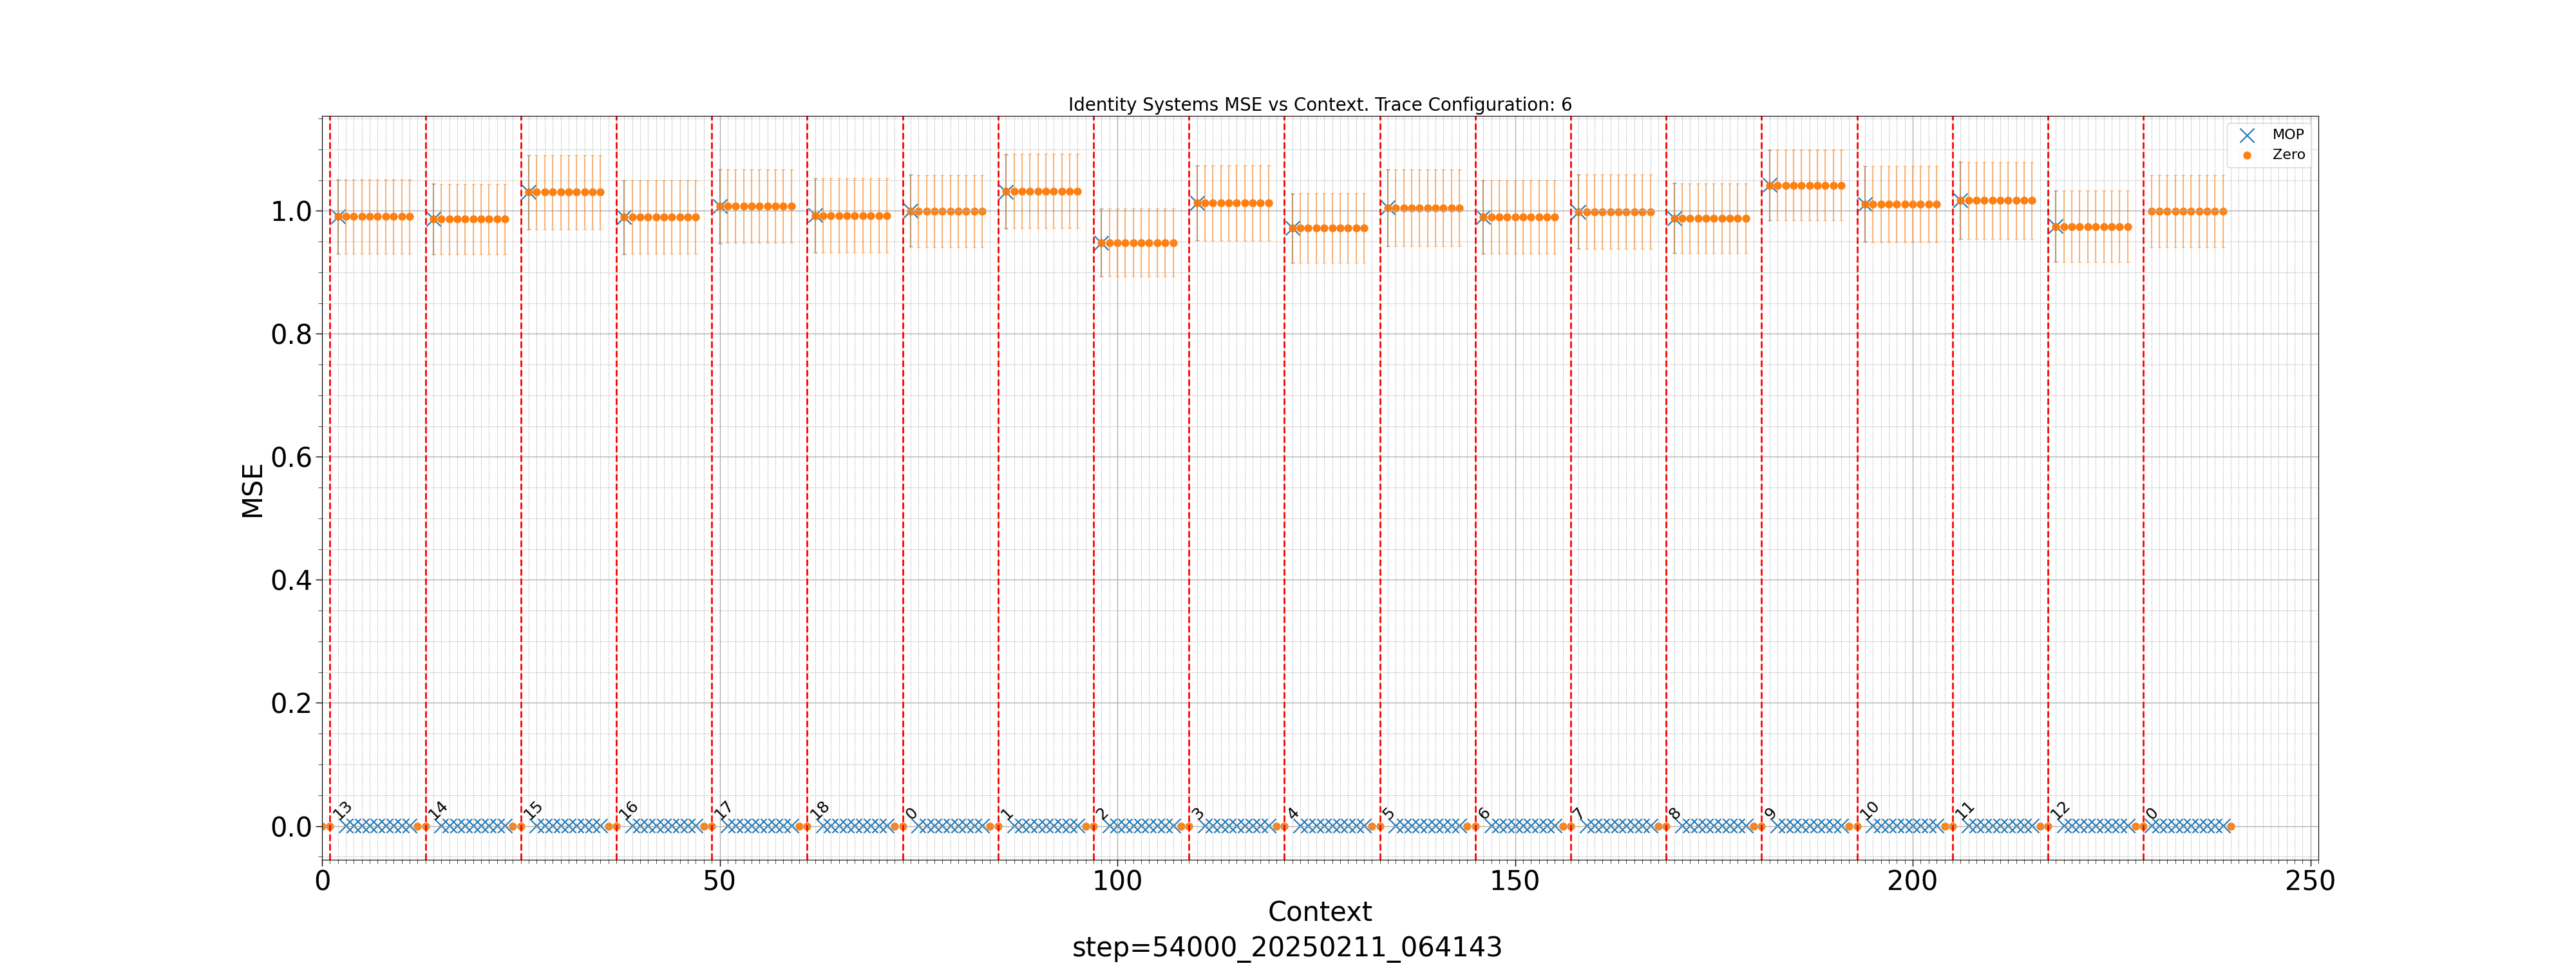 Identity Systems MSE vs Context. Trace Configuration: 6
MOP
Zero
MSE
1.0
0.8
0.6
0.4
0.2
0.0
13 14 15 16 17 18 0 1 2 3 4 5 6 7 8 9 10 11 12 0
0 50 100 150 200 250
Context
step=54000_20250211_064143